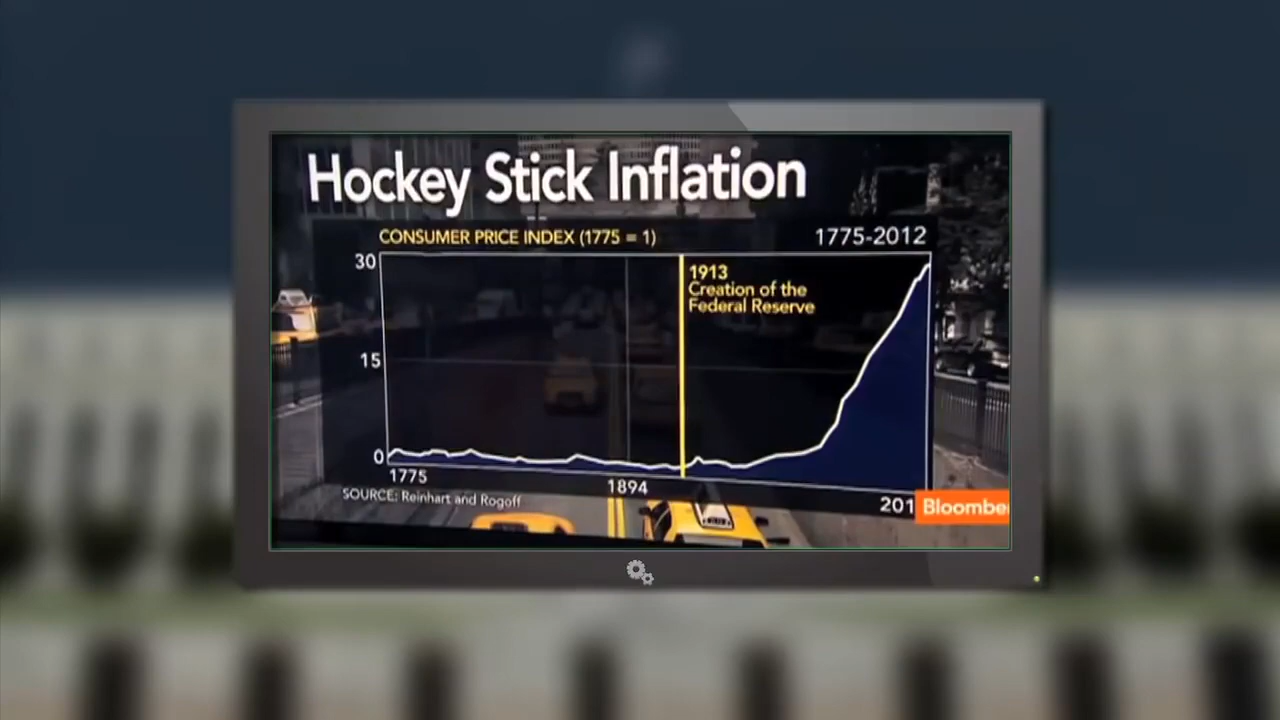 Hockey Stick Inflation
CONSUMER PRICE INDEX (1775 = 1)
1775-2012
30
1913
Creation of the
Federal Reserve
15
0
1775
1894
201
SOURCE: Reinhart and Rogoff
Bloombe